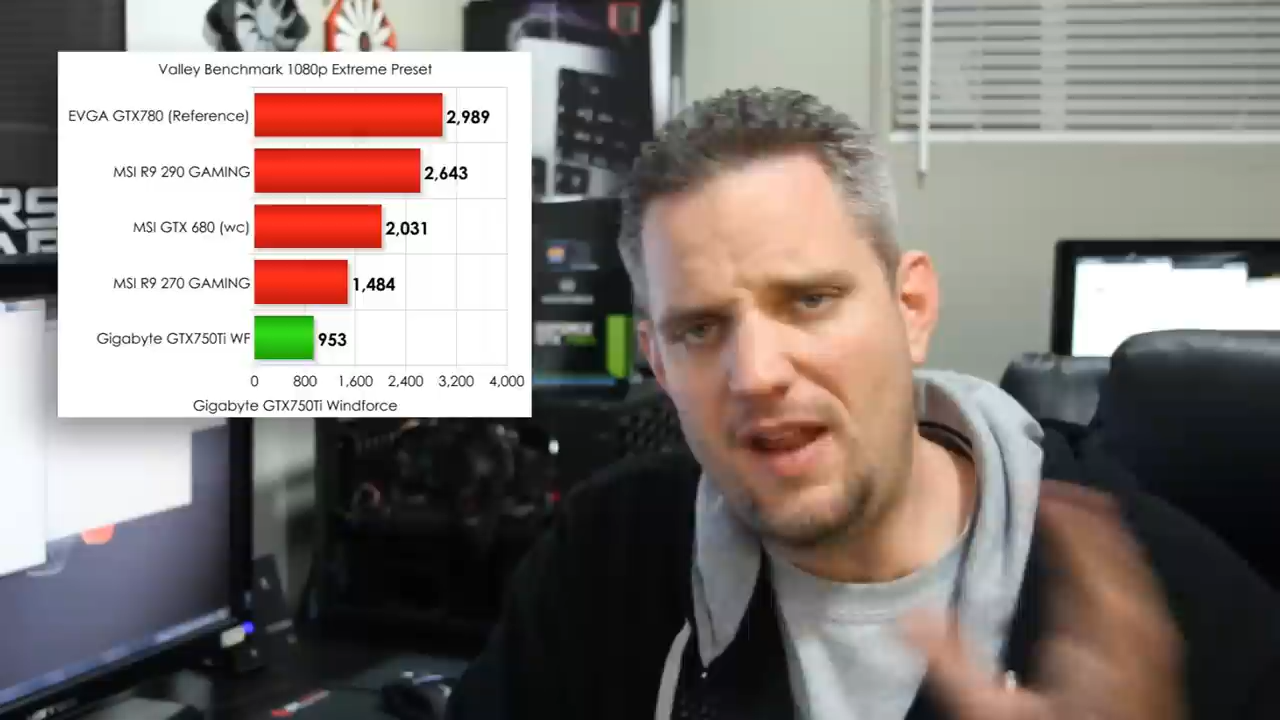 Valley Benchmark 1080p Extreme Preset
EVGA GTX780 (Reference) 2,989
MSI R9 290 GAMING 2,643
MSI GTX 680 (wc) 2,031
MSI R9 270 GAMING 1,484
Gigabyte GTX750Ti WF 953
0 800 1,600 2,400 3,200 4,000
Gigabyte GTX750Ti Windforce